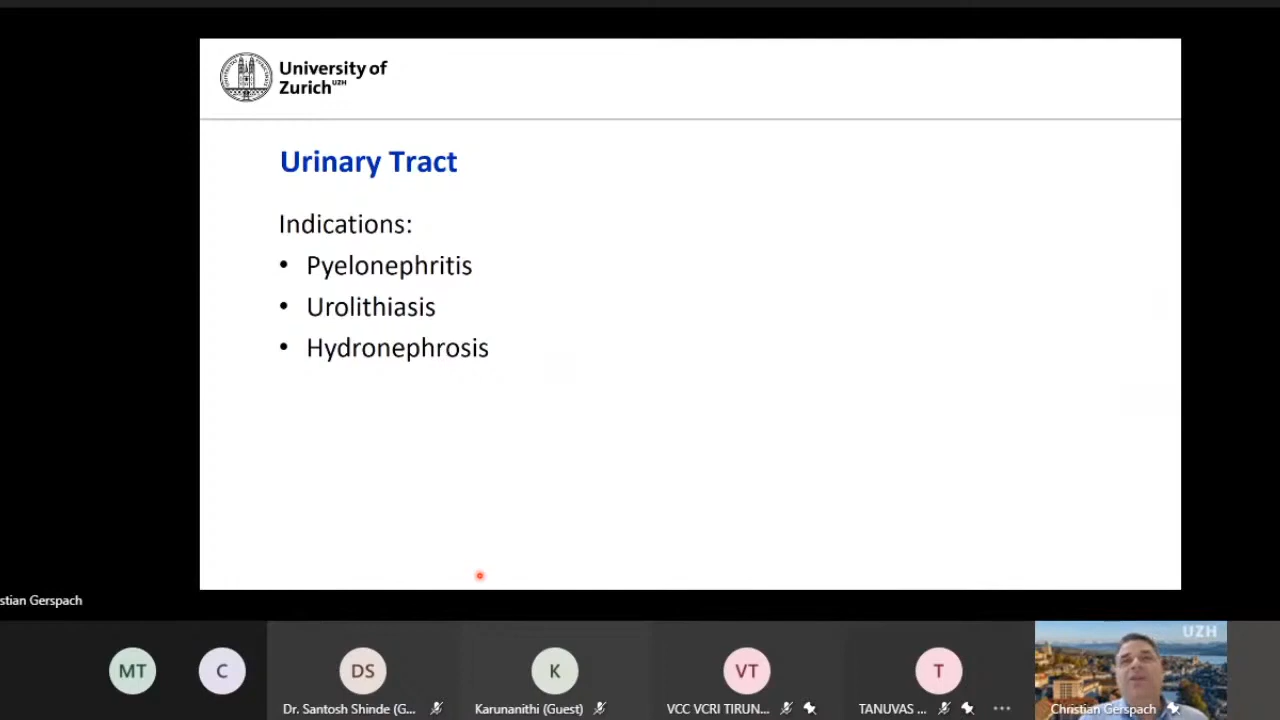 University of
Zurich UZH
Urinary Tract
Indications:
• Pyelonephritis
• Urolithiasis
• Hydronephrosis
stian Gerspach
MT
C
DS
K
VT
T
UZH
Dr. Santosh Shinde (G...
Karunanithi (Guest)
VCC VCRI TIRUN...
TANUVAS ...
Christian Gerspach